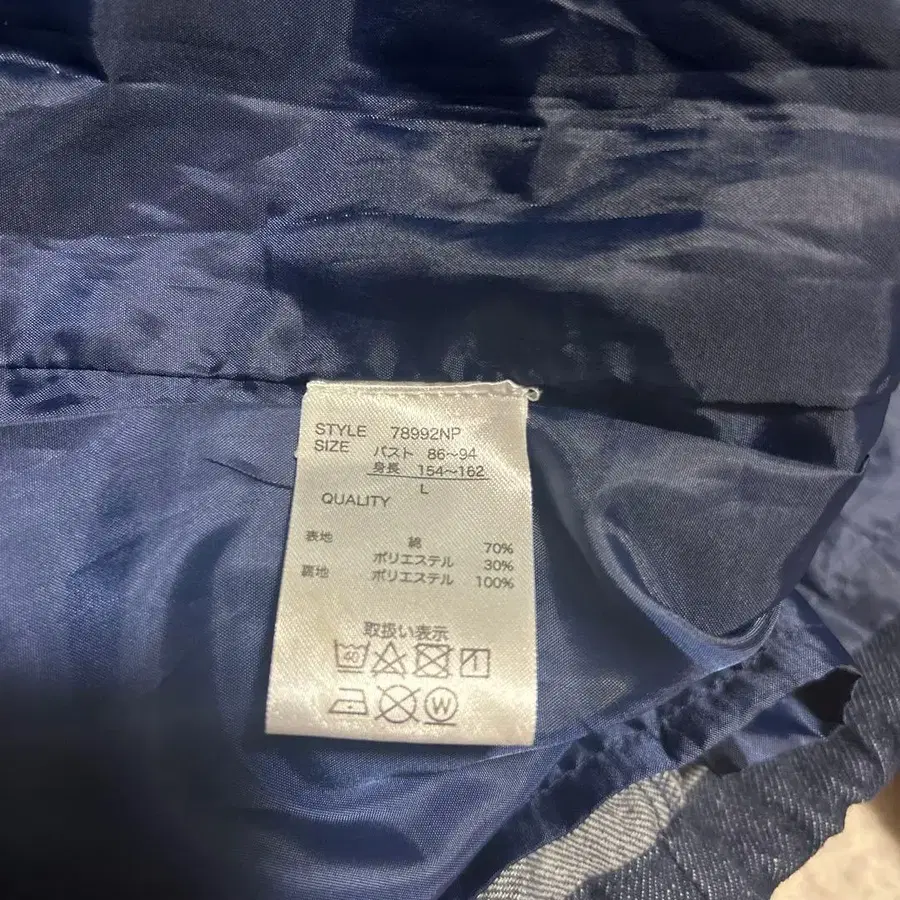 STYLE 78992NP
SIZE バスト 86~94
身長 154~162
L
QUALITY
表地 綿 70%
ポリエステル 30%
裏地 ポリエステル 100%
取扱い表示
40
W